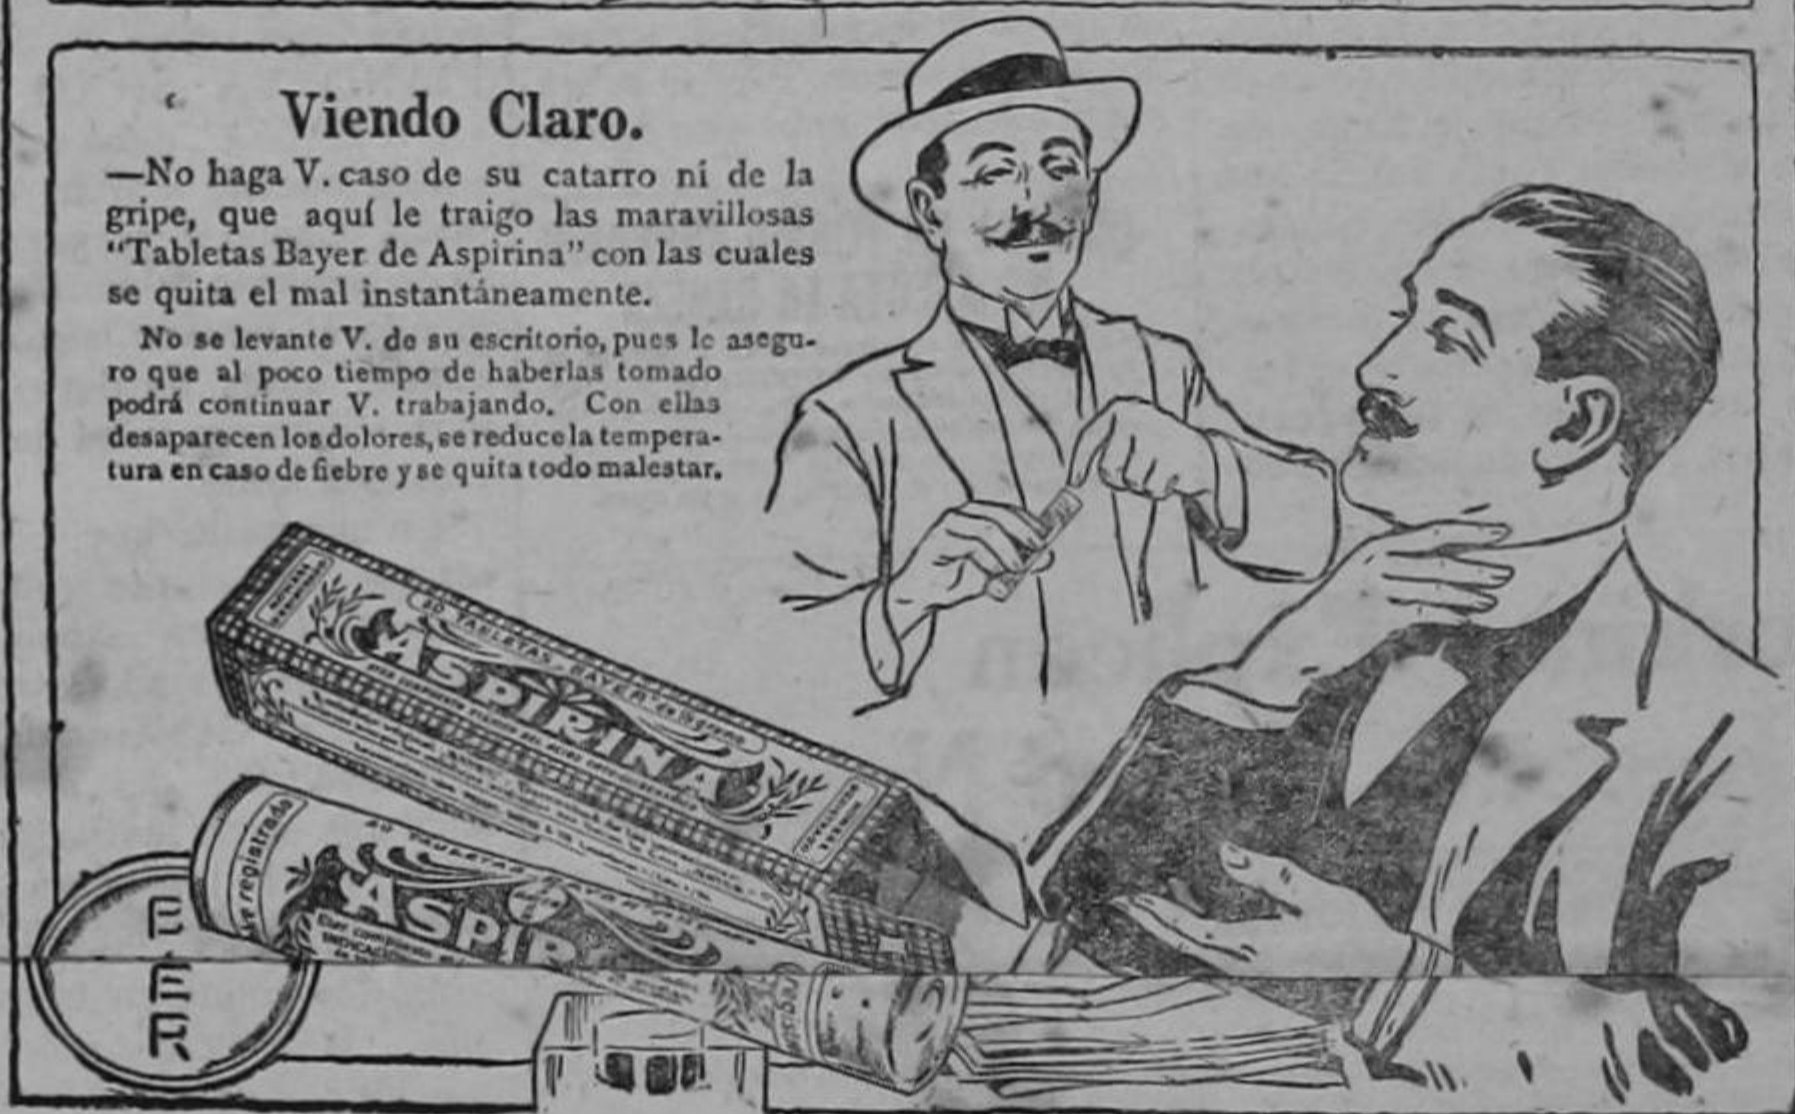 Viendo Claro.
—No haga V. caso de su catarro ni de la
gripe, que aquí le traigo las maravillosas
"Tabletas Bayer de Aspirina" con las cuales
se quita el mal instantáneamente.
No se levante V. de su escritorio, pues le asegu-
ro que al poco tiempo de haberlas tomado
podrá continuar V. trabajando. Con ellas
desaparecen los dolores, se reduce la tempera-
tura en caso de fiebre y se quita todo malestar.
TABLETAS "BAYER" de
ASPIRINA
registrado
ASPIR
E
E
R